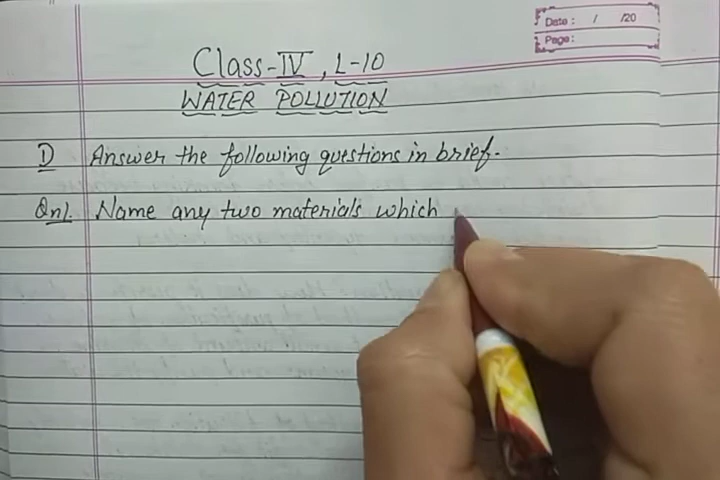 Date: / /20
Page:
Class-IV, L-10
WATER POLLUTION
D Answer the following questions in brief.
Qn1. Name any two materials which